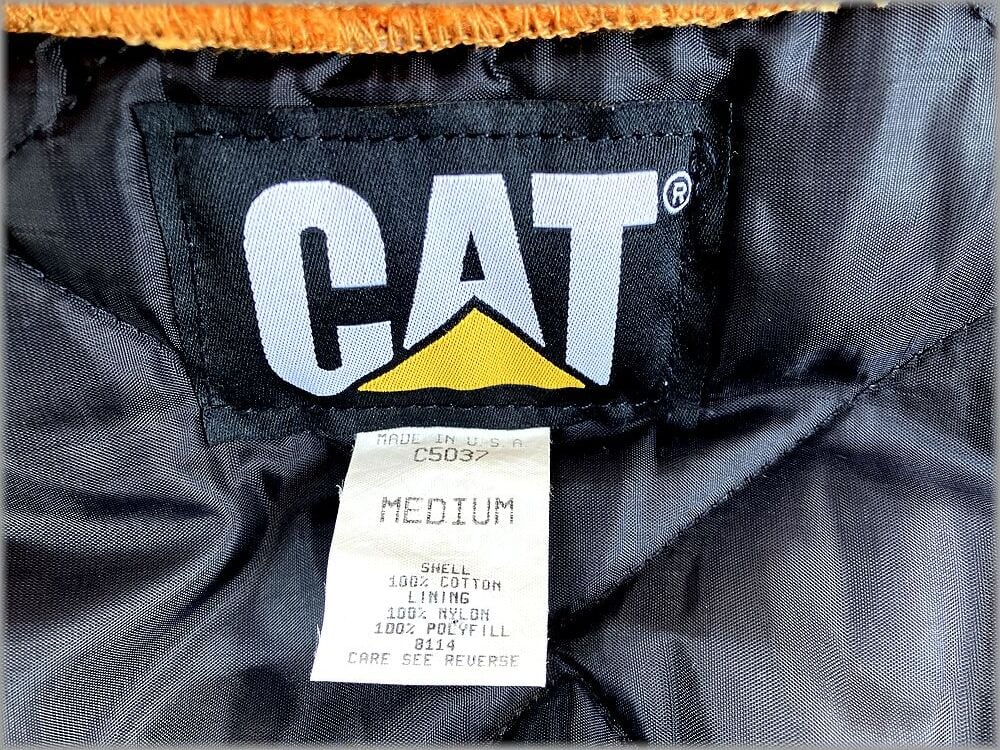 CAT®
MADE IN U.S.A
C5037
MEDIUM
SHELL
100% COTTON
LINING
100% NYLON
100% POLYFILL
8114
CARE SEE REVERSE